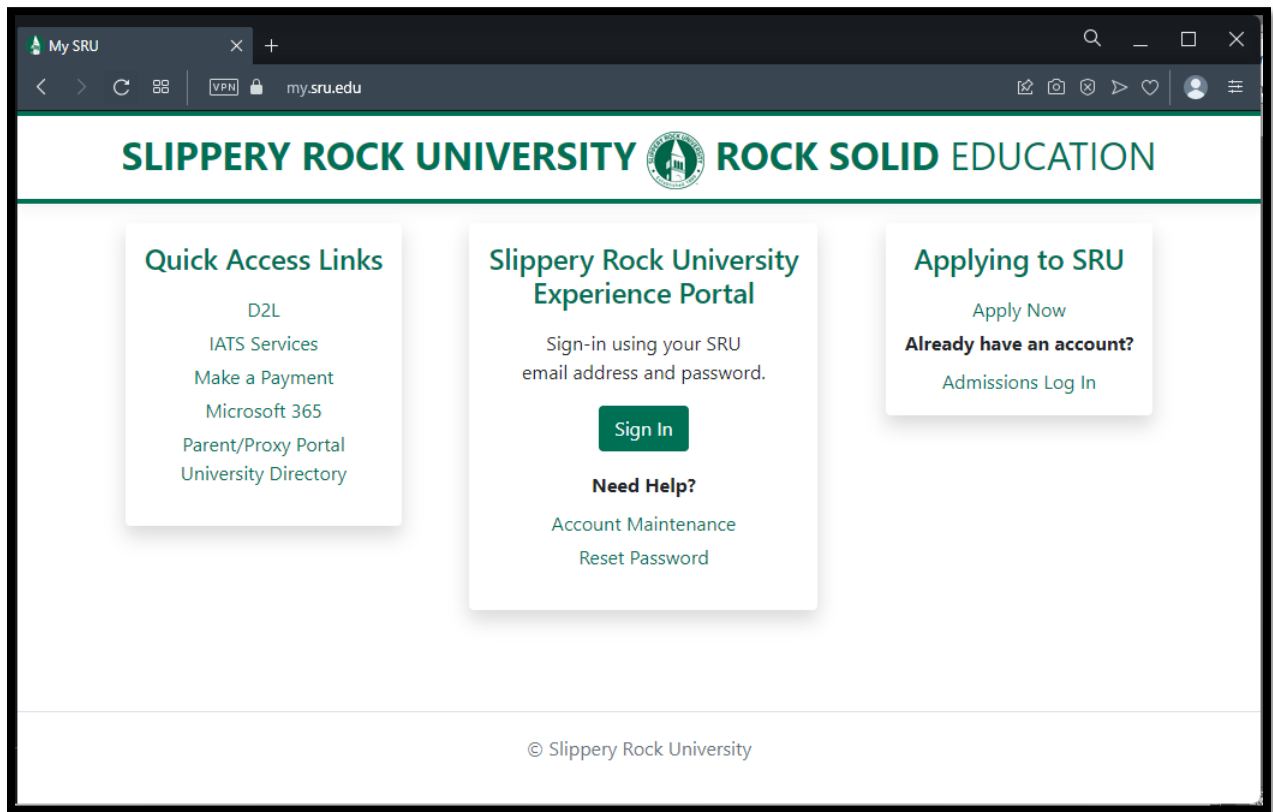 My SRU
VPN
my.sru.edu
SLIPPERY ROCK UNIVERSITY ROCK SOLID EDUCATION
Quick Access Links
D2L
IATS Services
Make a Payment
Microsoft 365
Parent/Proxy Portal
University Directory
Slippery Rock University
Experience Portal
Sign-in using your SRU
email address and password.
Sign In
Need Help?
Account Maintenance
Reset Password
Applying to SRU
Apply Now
Already have an account?
Admissions Log In
© Slippery Rock University